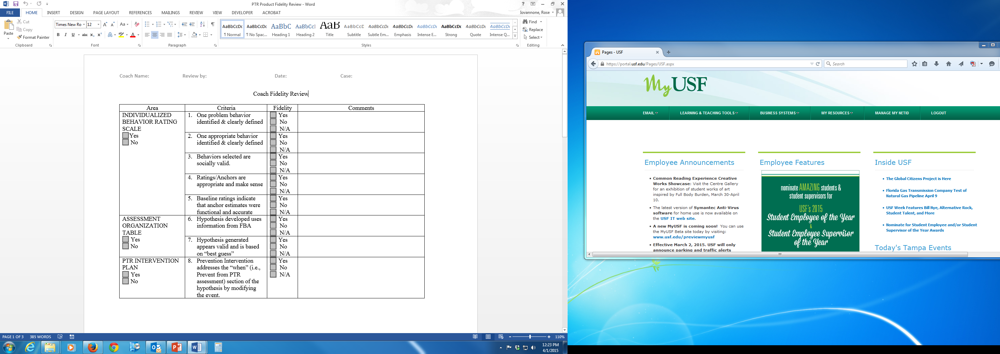 PTR Product Fidelity Review - Word
FILE HOME INSERT DESIGN PAGE LAYOUT REFERENCES MAILINGS REVIEW VIEW DEVELOPER ACROBAT
Iovannone, Rose
Paste
Cut
Copy
Format Painter
Clipboard
Times New Ro 12
Font
Paragraph
AaBbCcDc AaBbCcDc AaBbC AaBbCcI AaB AaBbCcD AaBbCcDc AaBbCcDc AaBbCcDc AaBbCcDc AaBbCcDc AaBbCcDc
¶ Normal ¶ No Spac... Heading 1 Heading 2 Title Subtitle Subtle Em... Emphasis Intense E... Strong Quote Intense Q...
Styles
Find
Replace
Select
Editing
Coach Name: Review by: Date: Case:
Coach Fidelity Review
Area Criteria Fidelity Comments
INDIVIDUALIZED
BEHAVIOR RATING
SCALE
Yes
No
1. One problem behavior
identified & clearly defined
Yes
No
N/A
2. One appropriate behavior
identified & clearly defined
Yes
No
N/A
3. Behaviors selected are
socially valid.
Yes
No
N/A
4. Ratings/Anchors are
appropriate and make sense
Yes
No
N/A
5. Baseline ratings indicate
that anchor estimates were
functional and accurate
Yes
No
N/A
ASSESSMENT
ORGANIZATION
TABLE
Yes
No
6. Hypothesis developed uses
information from FBA
Yes
No
N/A
7. Hypothesis generated
appears valid and is based
on “best guess”
Yes
No
N/A
PTR INTERVENTION
PLAN
Yes
No
8. Prevention Intervention
addresses the “when” (i.e.,
Prevent from PTR
assessment) section of the
hypothesis by modifying
the event.
Yes
No
N/A
PAGE 1 OF 3 385 WORDS
110%
12:23 PM
4/1/2015
Pages - USF
https://portal.usf.edu/Pages/USF.aspx
Search
My USF
EMAIL LEARNING & TEACHING TOOLS BUSINESS SYSTEMS MY RESOURCES MANAGE MY NETID LOGOUT
Employee Announcements
• Common Reading Experience Creative
Works Showcase: Visit the Centre Gallery
for an exhibition of student works of art
inspired by Full Body Burden, March 30-April
10.
• The latest version of Symantec Anti-Virus
software for home use is now available on
the USF IT web site.
• A new MyUSF is coming soon! You can use
the MyUSF Beta site today by visiting:
www.usf.edu/previewmyusf
• Effective March 2, 2015. USF will only
announce parking and traffic alerts
Employee Features
nominate AMAZING students &
student supervisors for
USF's 2015
Student Employee of the Year
&
Student Employee Supervisor
of the Year
Inside USF
• The Global Citizens Project is Here
• Florida Gas Transmission Company Test of
Natural Gas Pipeline April 9
• USF Week Features Bill Nye, Alternative Rock,
Student Talent, and More
• Nominate for Student Employee and/or Student
Supervisor of the Year Awards
Today's Tampa Events